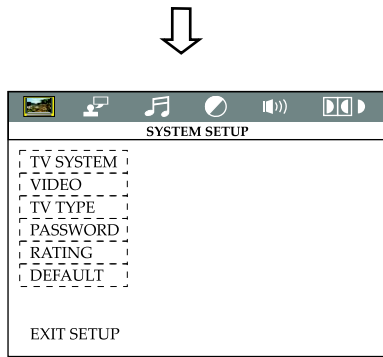 SYSTEM SETUP
TV SYSTEM
VIDEO
TV TYPE
PASSWORD
RATING
DEFAULT
EXIT SETUP